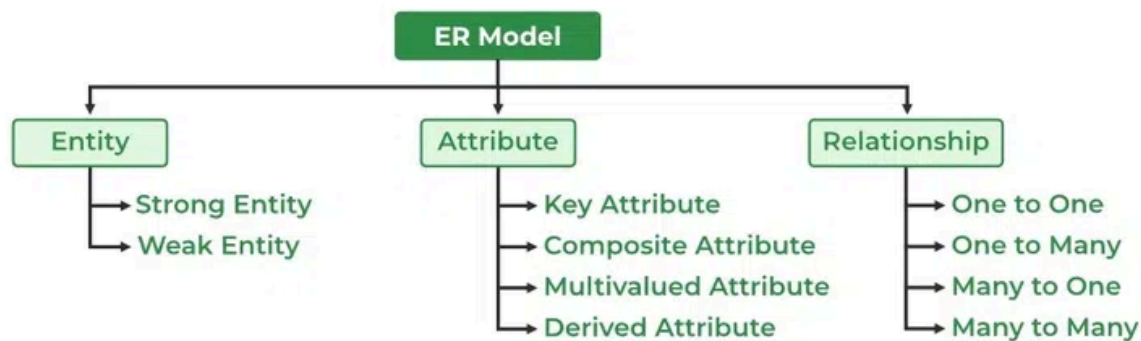 ER Model
Entity
Strong Entity
Weak Entity
Attribute
Key Attribute
Composite Attribute
Multivalued Attribute
Derived Attribute
Relationship
One to One
One to Many
Many to One
Many to Many